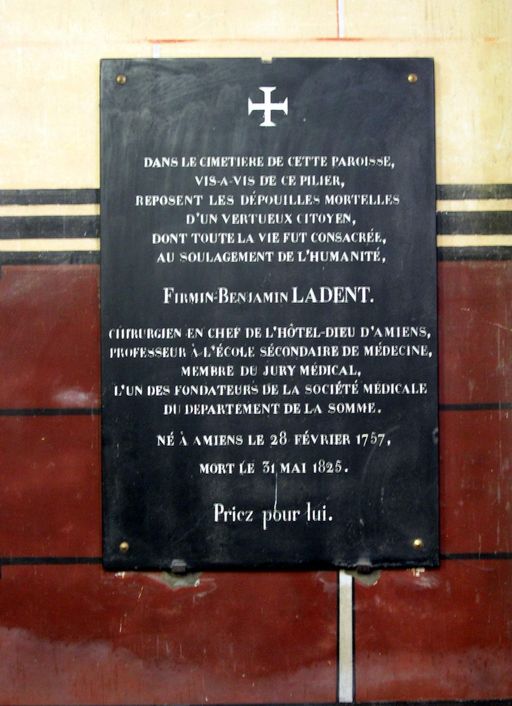 DANS LE CIMETIERE DE CETTE PAROISSE,
VIS-A-VIS DE CE PILIER,
REPOSENT LES DÉPOUILLES MORTELLES
D'UN VERTUEUX CITOYEN,
DONT TOUTE LA VIE FUT CONSACRÉE,
AU SOULAGEMENT DE L'HUMANITÉ,
FIRMIN-BENJAMIN LADENT.
CHIRURGIEN EN CHEF DE L'HÔTEL-DIEU D'AMIENS,
PROFESSEUR À L'ÉCOLE SÉCONDAIRE DE MÉDECINE,
MEMBRE DU JURY MÉDICAL,
L'UN DES FONDATEURS DE LA SOCIÉTÉ MÉDICALE
DU DÉPARTEMENT DE LA SOMME.
NÉ À AMIENS LE 28 FÉVRIER 1757,
MORT LE 31 MAI 1825.
Priez pour lui.